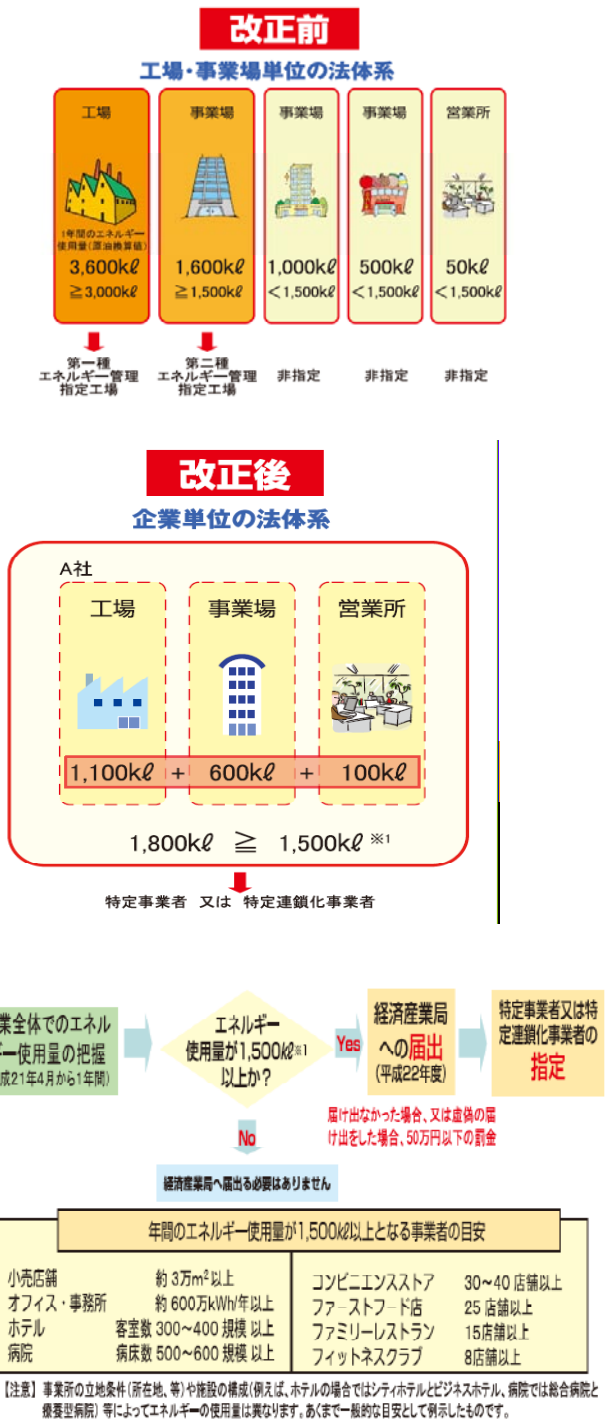 改正前
工場・事業場単位の法体系
工場 事業場 事業場 事業場 営業所
1年間のエネルギー
使用量(原油換算値)
3,600kℓ 1,600kℓ 1,000kℓ 500kℓ 50kℓ
≧3,000kℓ ≧1,500kℓ <1,500kℓ <1,500kℓ <1,500kℓ
第一種
エネルギー管理
指定工場
第二種
エネルギー管理
指定工場
非指定 非指定 非指定
改正後
企業単位の法体系
A社
工場 事業場 営業所
1,100kℓ + 600kℓ + 100kℓ
1,800kℓ ≧ 1,500kℓ ※1
特定事業者 又は 特定連鎖化事業者
業全体でのエネル
ギー使用量の把握
成21年4月から1年間)
エネルギー
使用量が1,500kℓ※1
以上か?
Yes
経済産業局
への届出
(平成22年度)
特定事業者又は特
定連鎖化事業者の
指定
届け出なかった場合、又は虚偽の届
け出をした場合、50万円以下の罰金
No
経済産業局へ届出る必要はありません
年間のエネルギー使用量が1,500kℓ以上となる事業者の目安
小売店舗 約3万m²以上
オフィス・事務所 約600万kWh/年以上
ホテル 客室数300~400規模以上
病院 病床数500~600規模以上
コンビニエンスストア 30~40店舗以上
ファーストフード店 25店舗以上
ファミリーレストラン 15店舗以上
フィットネスクラブ 8店舗以上
【注意】事業所の立地条件(所在地、等)や施設の構成(例えば、ホテルの場合ではシティホテルとビジネスホテル、病院では総合病院と
療養型病院)等によってエネルギーの使用量は異なります。あくまで一般的な目安として例示したものです。